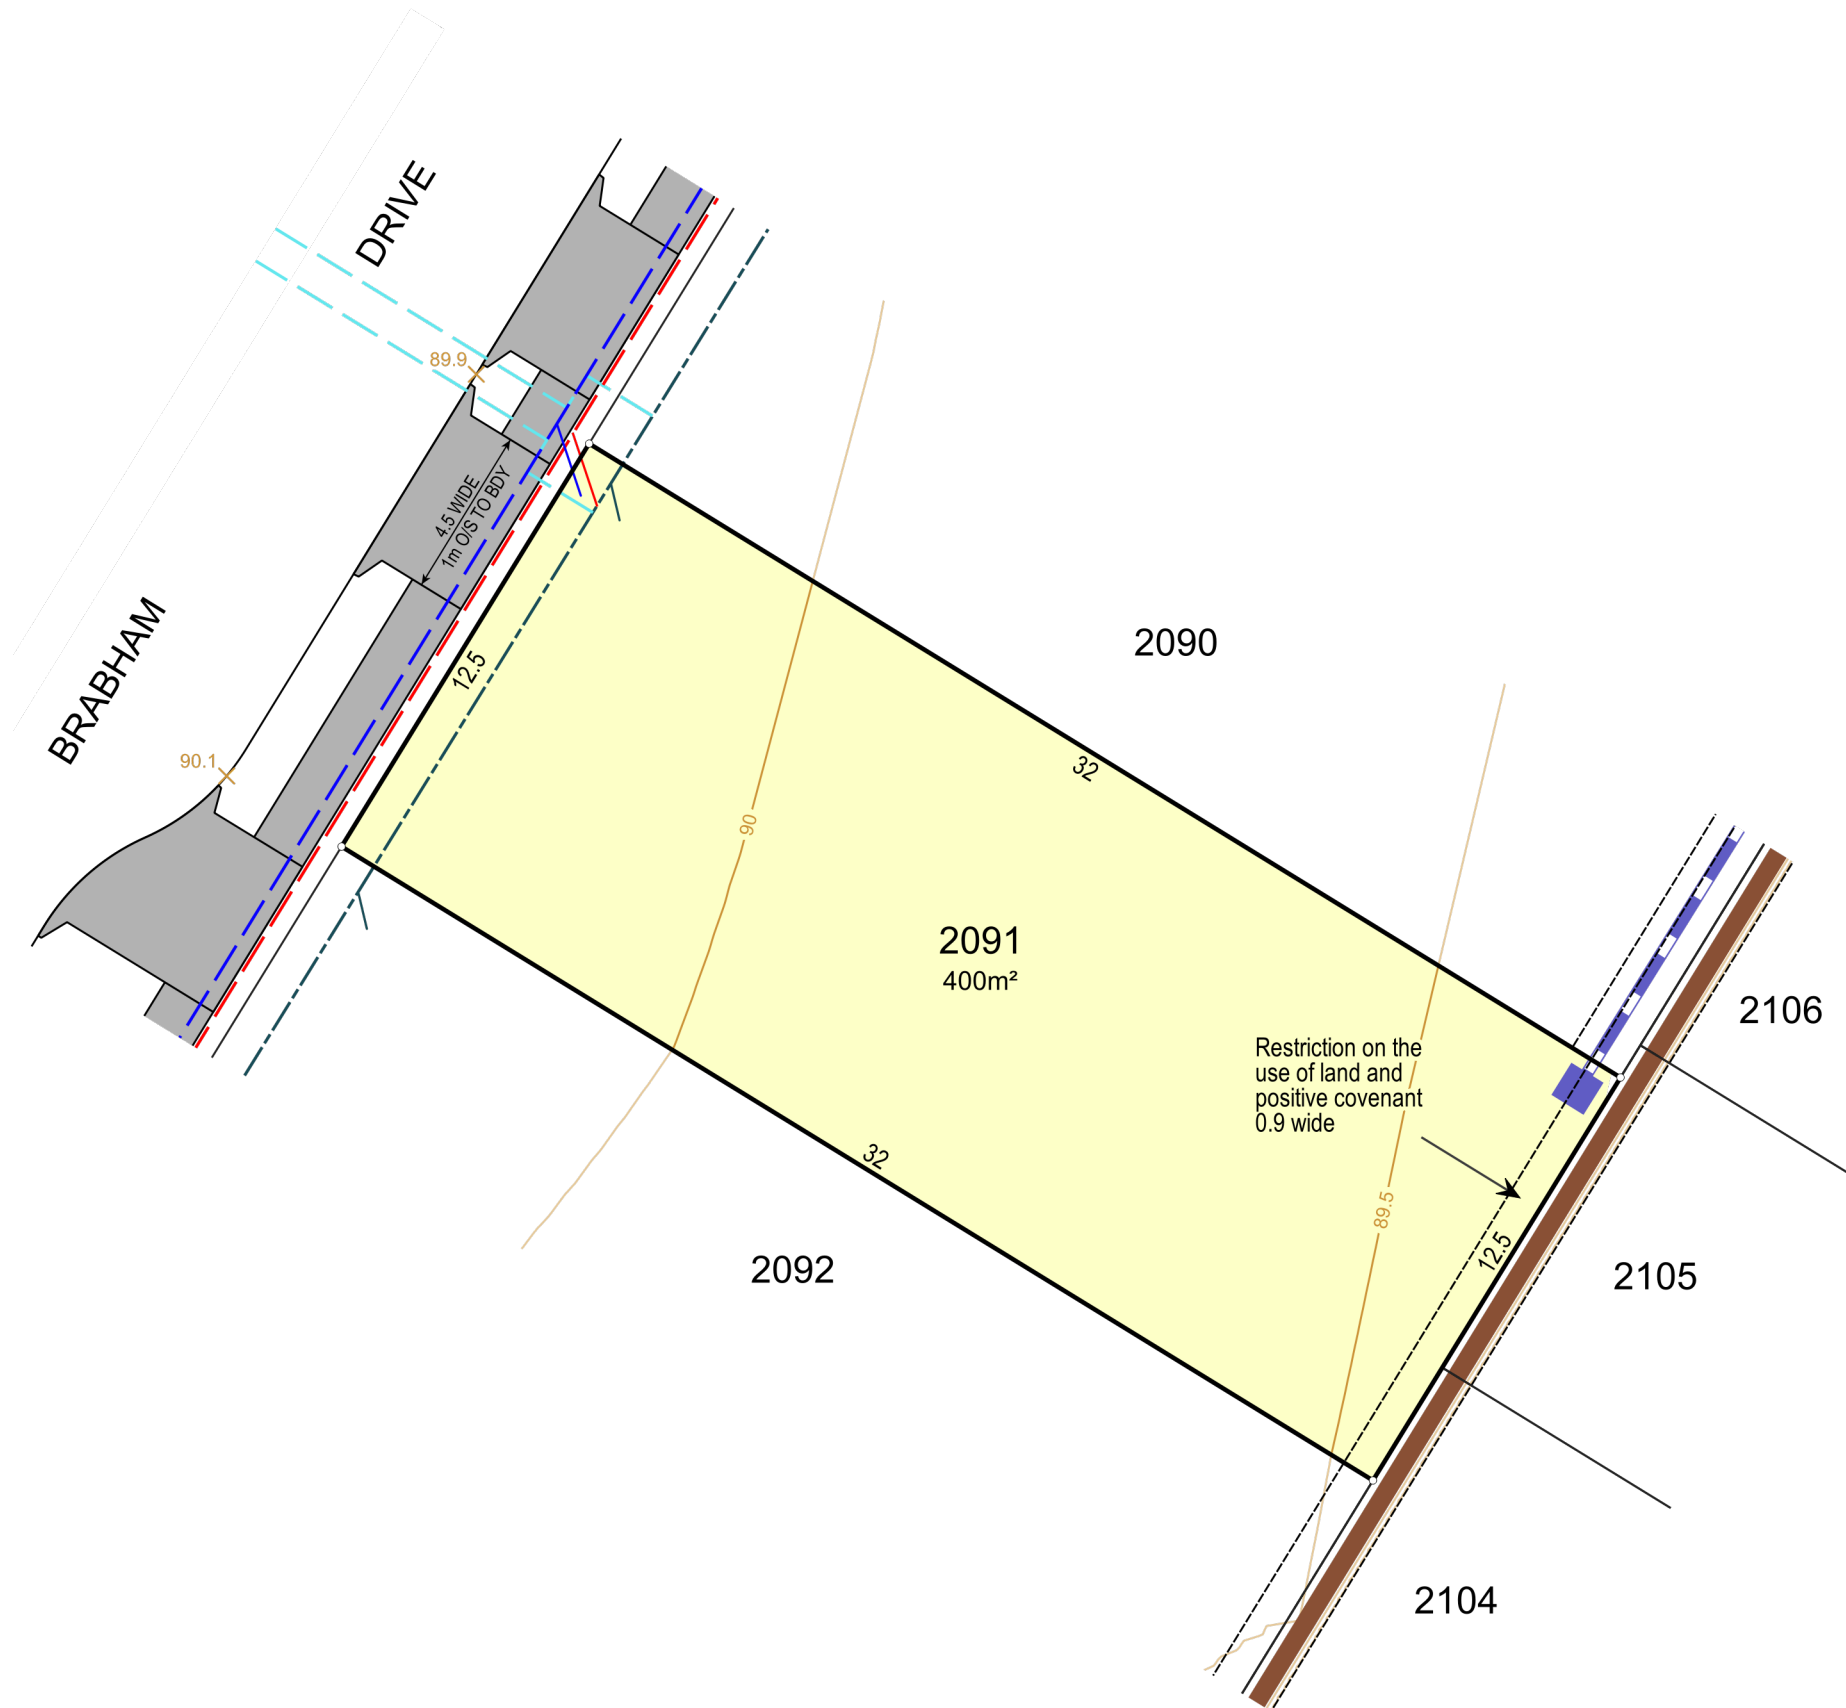 DRIVE
89.9
4.5 WIDE
1m O/S TO BDY
BRABHAM
12.5
2090
90.1
32
90
2091
400m²
2106
Restriction on the
use of land and
positive covenant
0.9 wide
32
89.5
12.5
2092
2105
2104